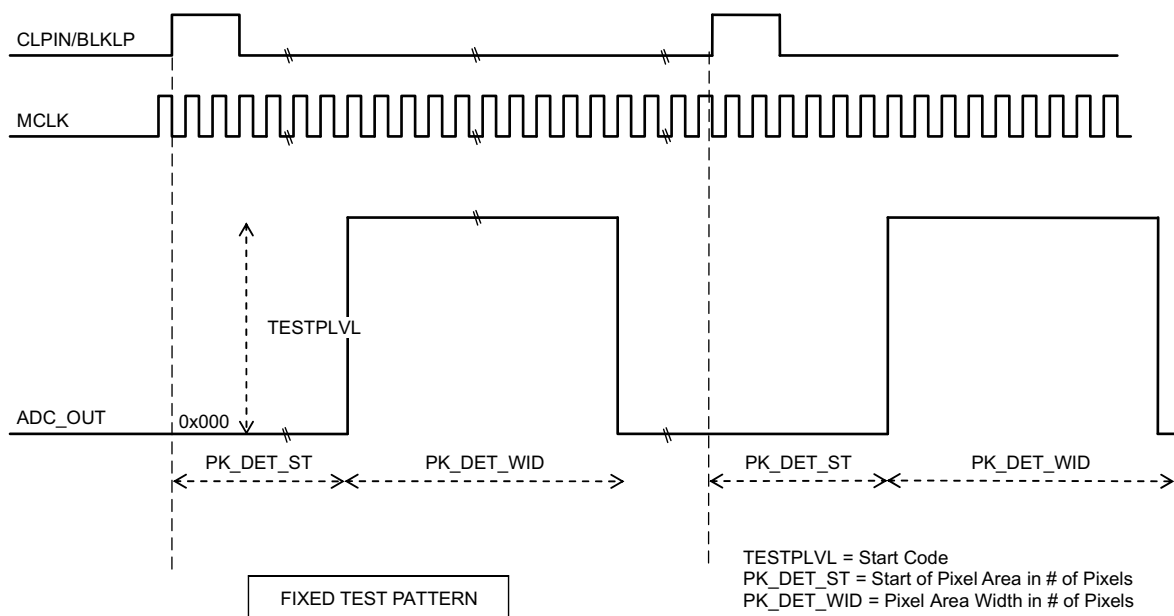 CLPIN/BLKLP
MCLK
TESTPLVL
ADC_OUT
0x000
PK_DET_ST
PK_DET_WID
PK_DET_ST
PK_DET_WID
FIXED TEST PATTERN
TESTPLVL = Start Code
PK_DET_ST = Start of Pixel Area in # of Pixels
PK_DET_WID = Pixel Area Width in # of Pixels